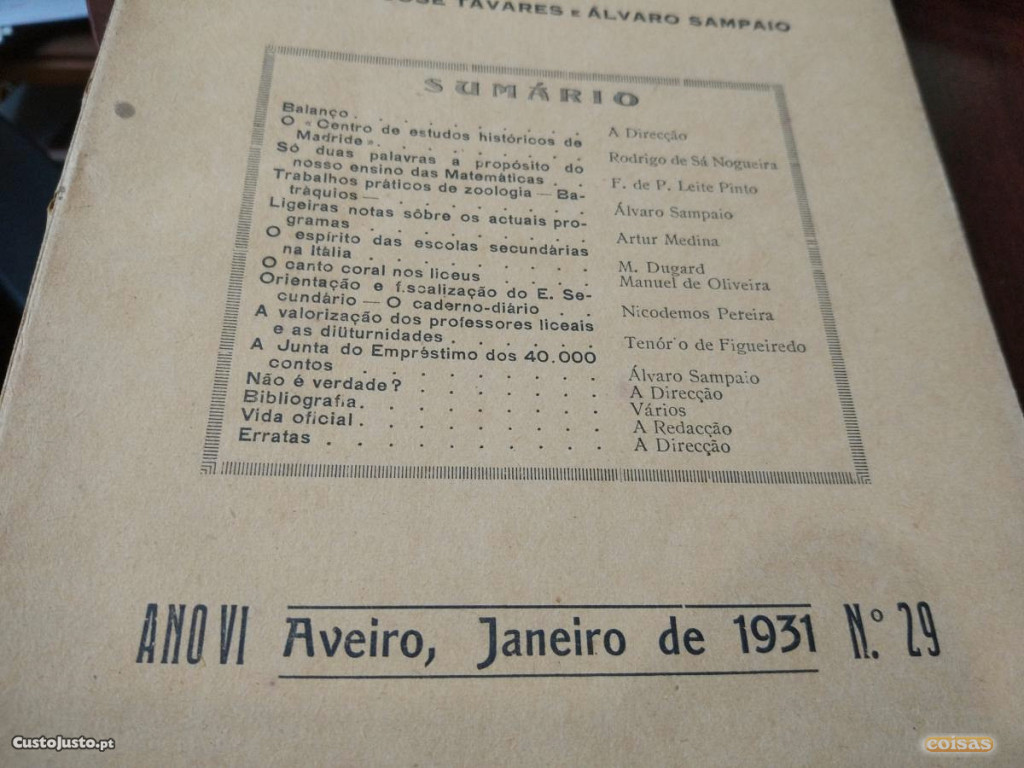 JOSÉ TAVARES E ÁLVARO SAMPAIO
SUMÁRIO
Balanço . . . . . . . . . . A Direcção
O «Centro de estudos históricos de
Madride» . . . . . . . . . Rodrigo de Sá Nogueira
Só duas palavras a propósito do
nosso ensino das Matemáticas . . F. de P. Leite Pinto
Trabalhos práticos de zoologia — Ba-
tráquios — . . . . . . . . Álvaro Sampaio
Ligeiras notas sôbre os actuais pro-
gramas . . . . . . . . . Artur Medina
O espírito das escolas secundárias
na Itália . . . . . . . . . M. Dugard
O canto coral nos liceus . . . . . Manuel de Oliveira
Orientação e f.scalização do E. Se-
cundário — O caderno-diário . . Nicodemos Pereira
A valorização dos professores liceais
e as diüturnidades . . . . . . Tenór'o de Figueiredo
A Junta do Empréstimo dos 40.000
contos . . . . . . . . . . Álvaro Sampaio
Não é verdade? . . . . . . . . A Direcção
Bibliografia. . . . . . . . . . Vários
Vida oficial . . . . . . . . . . A Redacção
Erratas . . . . . . . . . . . A Direcção
ANO VI Aveiro, Janeiro de 1931 N.º 29
CustoJusto.pt
coisas